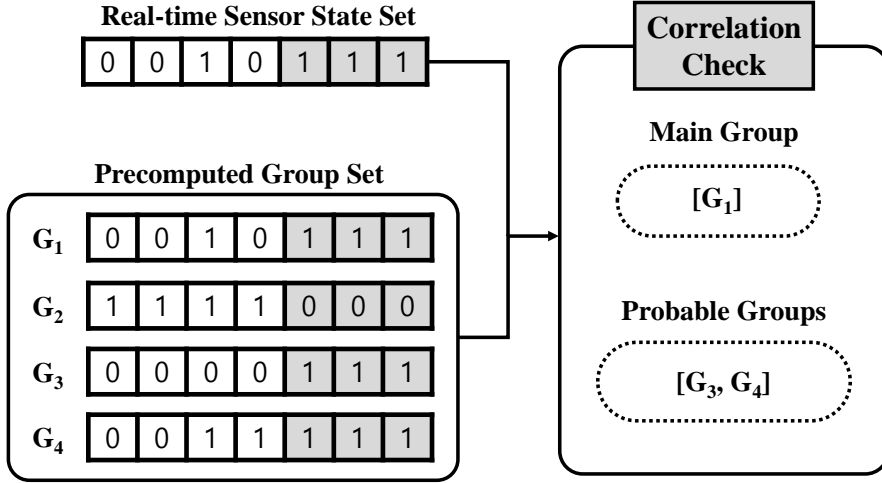 Real-time Sensor State Set
0 0 1 0 1 1 1
Precomputed Group Set
G₁ 0 0 1 0 1 1 1
G₂ 1 1 1 1 0 0 0
G₃ 0 0 0 0 1 1 1
G₄ 0 0 1 1 1 1 1
Correlation
Check
Main Group
[G₁]
Probable Groups
[G₃, G₄]